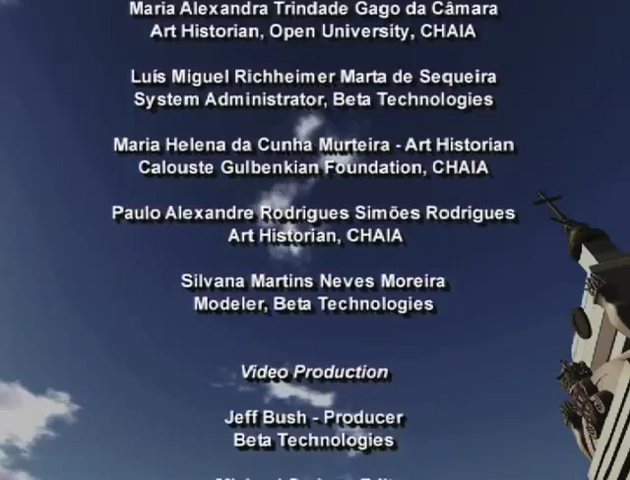 Maria Alexandra Trindade Gago da Câmara
Art Historian, Open University, CHAIA
Luís Miguel Richheimer Marta de Sequeira
System Administrator, Beta Technologies
Maria Helena da Cunha Murteira - Art Historian
Calouste Gulbenkian Foundation, CHAIA
Paulo Alexandre Rodrigues Simões Rodrigues
Art Historian, CHAIA
Silvana Martins Neves Moreira
Modeler, Beta Technologies
Video Production
Jeff Bush - Producer
Beta Technologies